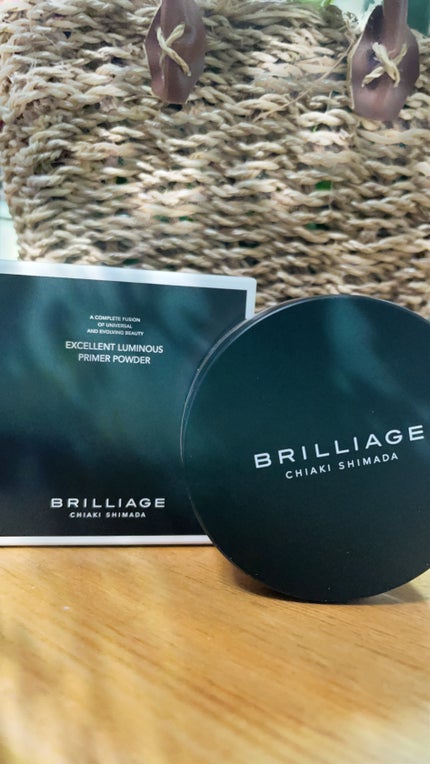 A COMPLETE FUSION
OF UNIVERSAL
AND EVOLVING BEAUTY
EXCELLENT LUMINOUS
PRIMER POWDER
BRILLIAGE
CHIAKI SHIMADA
BRILLIAGE
CHIAKI SHIMADA